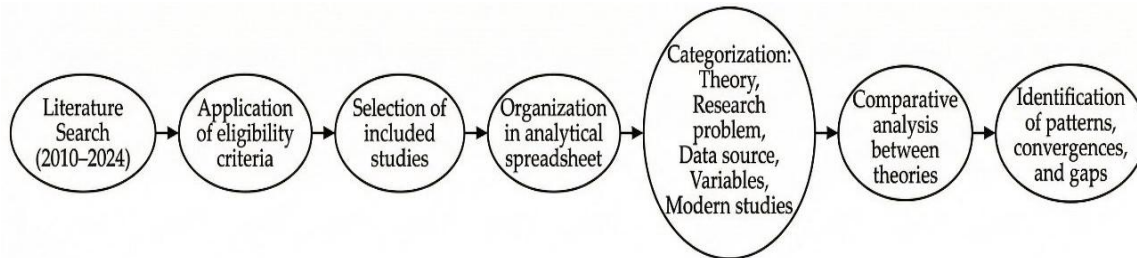 Literature
Search
(2010–2024)
Application
of eligibility
criteria
Selection of
included
studies
Organization
in analytical
spreadsheet
Categorization:
Theory,
Research
problem,
Data source,
Variables,
Modern studies
Comparative
analysis
between
theories
Identification
of patterns,
convergences,
and gaps